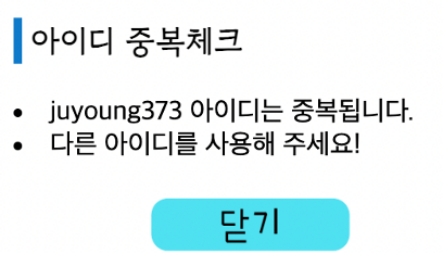 아이디 중복체크
• juyoung373 아이디는 중복됩니다.
• 다른 아이디를 사용해 주세요!
닫기